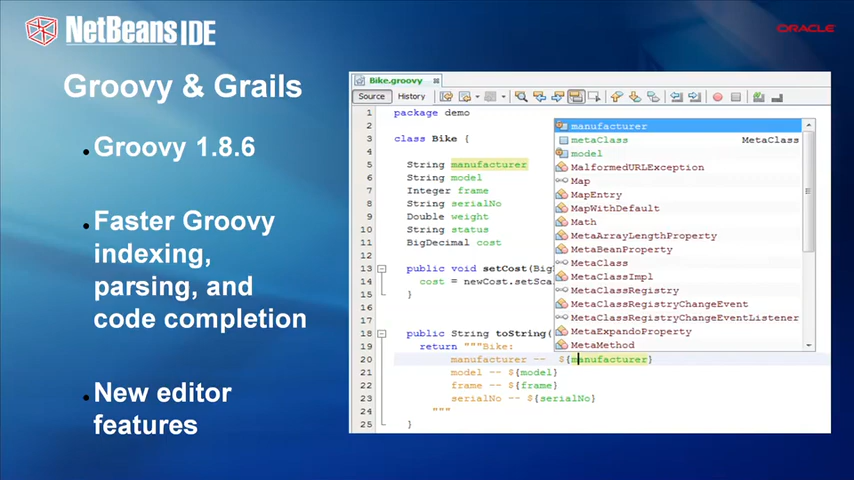 NetBeans IDE
ORACLE
Groovy & Grails
Groovy 1.8.6
Faster Groovy
indexing,
parsing, and
code completion
New editor
features
Bike.groovy
Source History
1 package demo
2
3 class Bike {
4
5 String manufacturer
6 String model
7 Integer frame
8 String serialNo
9 Double weight
10 String status
11 BigDecimal cost
12
13 public void setCost(Big
14 cost = newCost.setSca
15 }
16
17
18 public String toString(
19 return """Bike:
20 manufacturer -- ${manufacturer}
21 model -- ${model}
22 frame -- ${frame}
23 serialNo -- ${serialNo}
24 """
25 }
manufacturer
metaClass MetaClass
model
MalformedURLException
Map
MapEntry
MapWithDefault
Math
MetaArrayLengthProperty
MetaBeanProperty
MetaClass
MetaClassImpl
MetaClassRegistry
MetaClassRegistryChangeEvent
MetaClassRegistryChangeEventListener
MetaExpandoProperty
MetaMethod